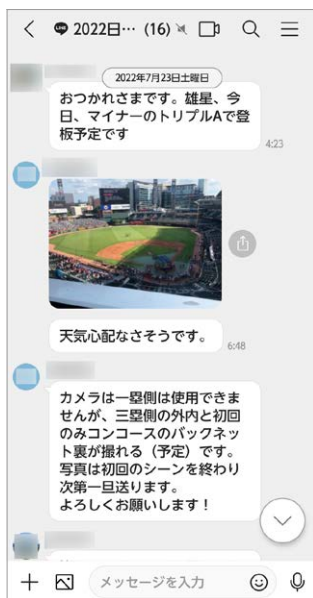 2022日… (16)
2022年7月23日土曜日
おつかれさまです。雄星、今
日、マイナーのトリプルAで登
板予定です
4:23
天気心配なさそうです。
6:48
カメラは一塁側は使用できま
せんが、三塁側の外内と初回
のみコンコースのバックネッ
ト裏が撮れる（予定）です。
写真は初回のシーンを終わり
次第一旦送ります。
よろしくお願いします！
メッセージを入力